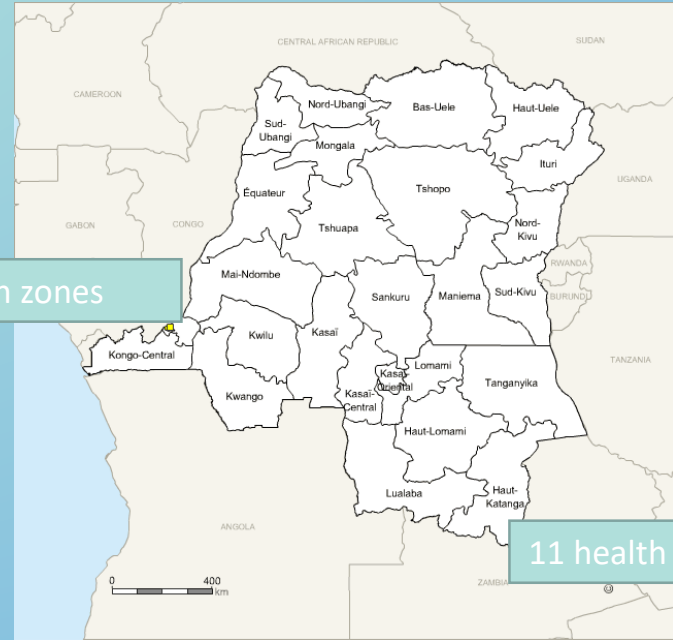 CENTRAL AFRICAN REPUBLIC
SUDAN
CAMEROON
Nord-Ubangi
Bas-Uele
Haut-Uele
Sud-
Ubangi
Mongala
Ituri
UGANDA
Équateur
Tshopo
GABON
CONGO
Tshuapa
Nord-
Kivu
RWANDA
Mai-Ndombe
zones
Sankuru
Maniema
Sud-Kivu
BURUNDI
Kwilu
Kasaï
Kongo-Central
TANZANIA
Lomami
Kasaï-
Oriental
Tanganyika
Kwango
Kasaï-
Central
Haut-Lomami
Lualaba
Haut-
Katanga
ANGOLA
11 health
ZAMBIA
0 400
km